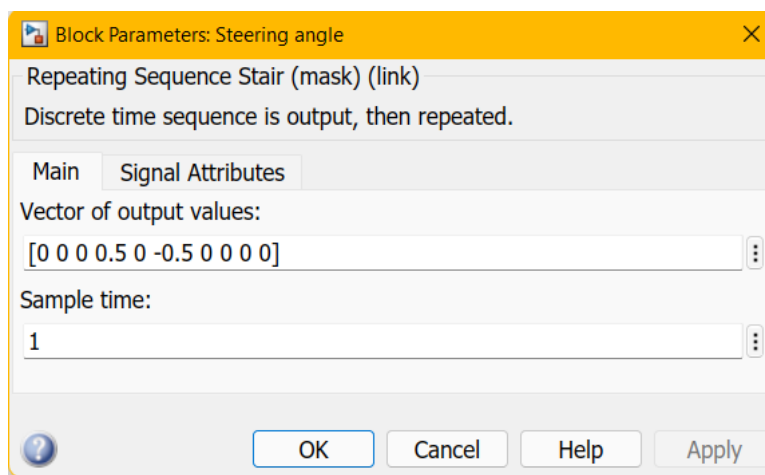 Block Parameters: Steering angle
Repeating Sequence Stair (mask) (link)
Discrete time sequence is output, then repeated.
Main Signal Attributes
Vector of output values:
[0 0 0 0.5 0 -0.5 0 0 0 0]
Sample time:
1
OK Cancel Help Apply